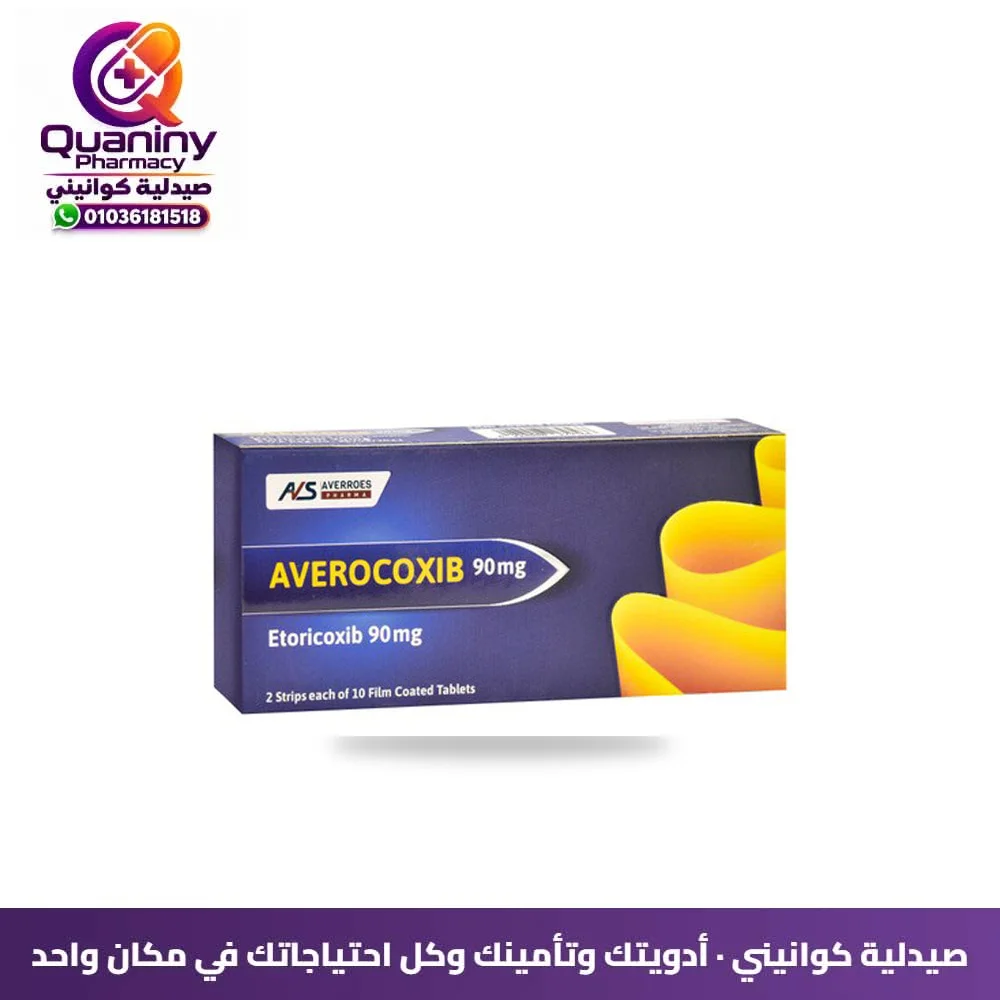 Quaniny
Pharmacy
صيدلية كوانيني
01036181518
AVERROES
PHARMA
AVEROCOXIB 90mg
Etoricoxib 90mg
2 Strips each of 10 Film Coated Tablets
صيدلية كوانيني · أدويتك وتأمينك وكل احتياجاتك في مكان واحد